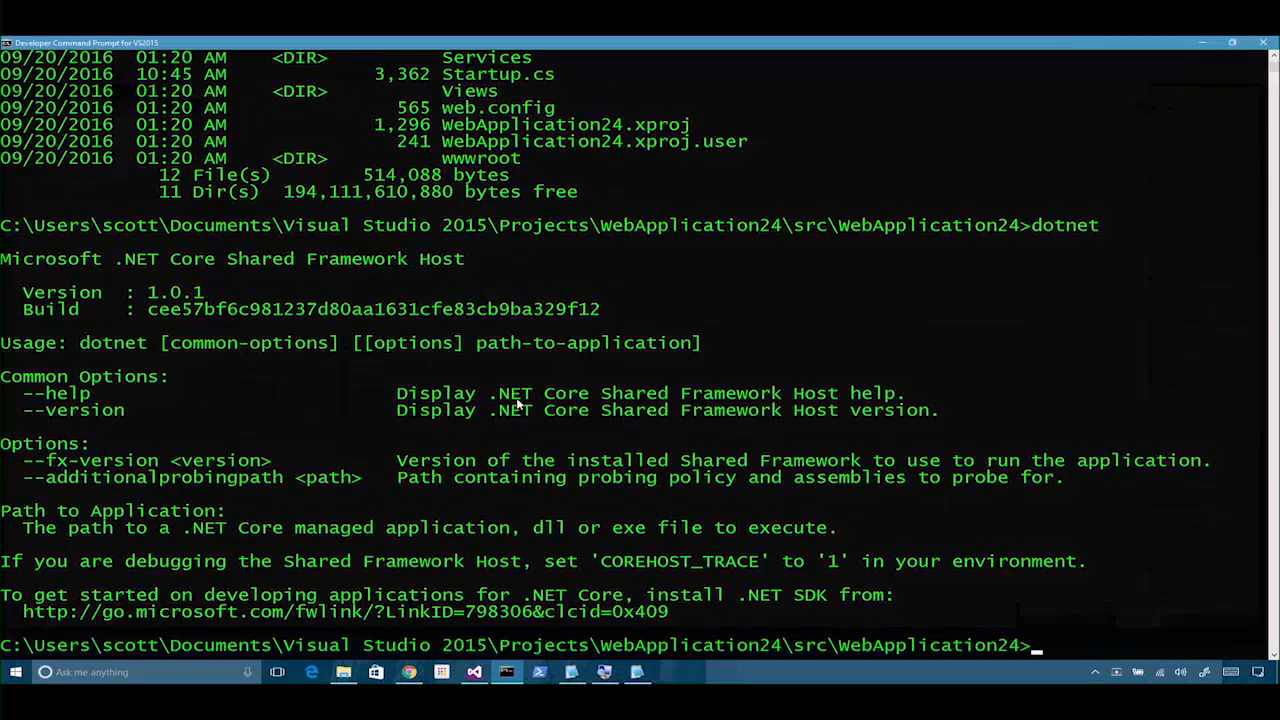 Developer Command Prompt for VS2015
09/20/2016  01:20 AM    <DIR>          Services
09/20/2016  10:45 AM             3,362 Startup.cs
09/20/2016  01:20 AM    <DIR>          Views
09/20/2016  01:20 AM               565 web.config
09/20/2016  01:20 AM             1,296 WebApplication24.xproj
09/20/2016  01:20 AM               241 WebApplication24.xproj.user
09/20/2016  01:20 AM    <DIR>          wwwroot
12 File(s)        514,088 bytes
11 Dir(s)  194,111,610,880 bytes free
C:\Users\scott\Documents\Visual Studio 2015\Projects\WebApplication24\src\WebApplication24>dotnet
Microsoft .NET Core Shared Framework Host
Version  : 1.0.1
Build    : cee57bf6c981237d80aa1631cfe83cb9ba329f12
Usage: dotnet [common-options] [[options] path-to-application]
Common Options:
--help                           Display .NET Core Shared Framework Host help.
--version                        Display .NET Core Shared Framework Host version.
Options:
--fx-version <version>           Version of the installed Shared Framework to use to run the application.
--additionalprobingpath <path>   Path containing probing policy and assemblies to probe for.
Path to Application:
The path to a .NET Core managed application, dll or exe file to execute.
If you are debugging the Shared Framework Host, set 'COREHOST_TRACE' to '1' in your environment.
To get started on developing applications for .NET Core, install .NET SDK from:
http://go.microsoft.com/fwlink/?LinkID=798306&clcid=0x409
C:\Users\scott\Documents\Visual Studio 2015\Projects\WebApplication24\src\WebApplication24>
Ask me anything